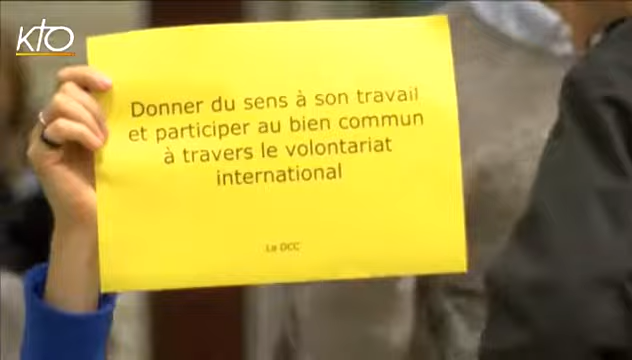 KTO
Donner du sens à son travail
et participer au bien commun
à travers le volontariat
international
La DCC